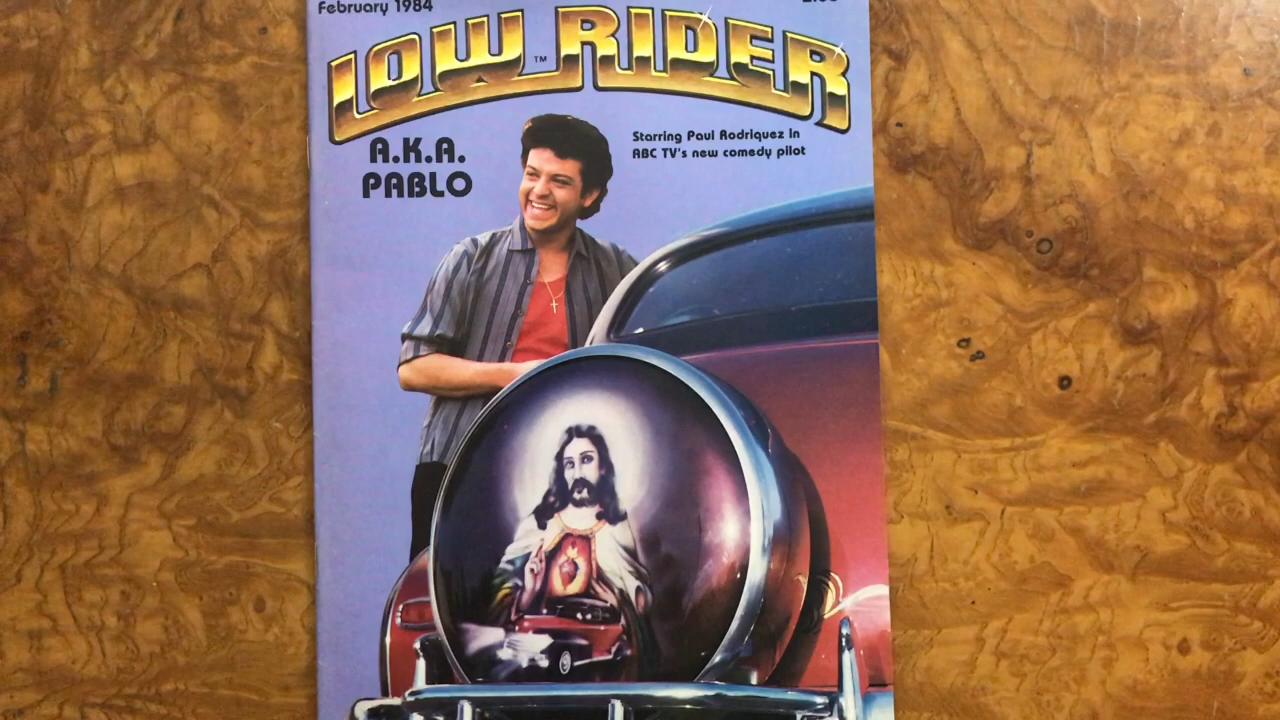 February 1984
LOW RIDER
TM
A.K.A.
PABLO
Starring Paul Rodriquez in
ABC TV's new comedy pilot